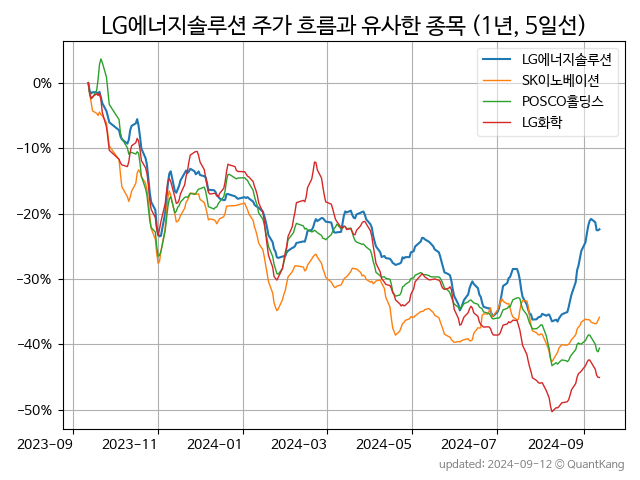 LG에너지솔루션 주가 흐름과 유사한 종목 (1년, 5일선)
LG에너지솔루션
SK이노베이션
POSCO홀딩스
LG화학
0%
−10%
−20%
−30%
−40%
−50%
2023-09 2023-11 2024-01 2024-03 2024-05 2024-07 2024-09
updated: 2024-09-12 © QuantKang